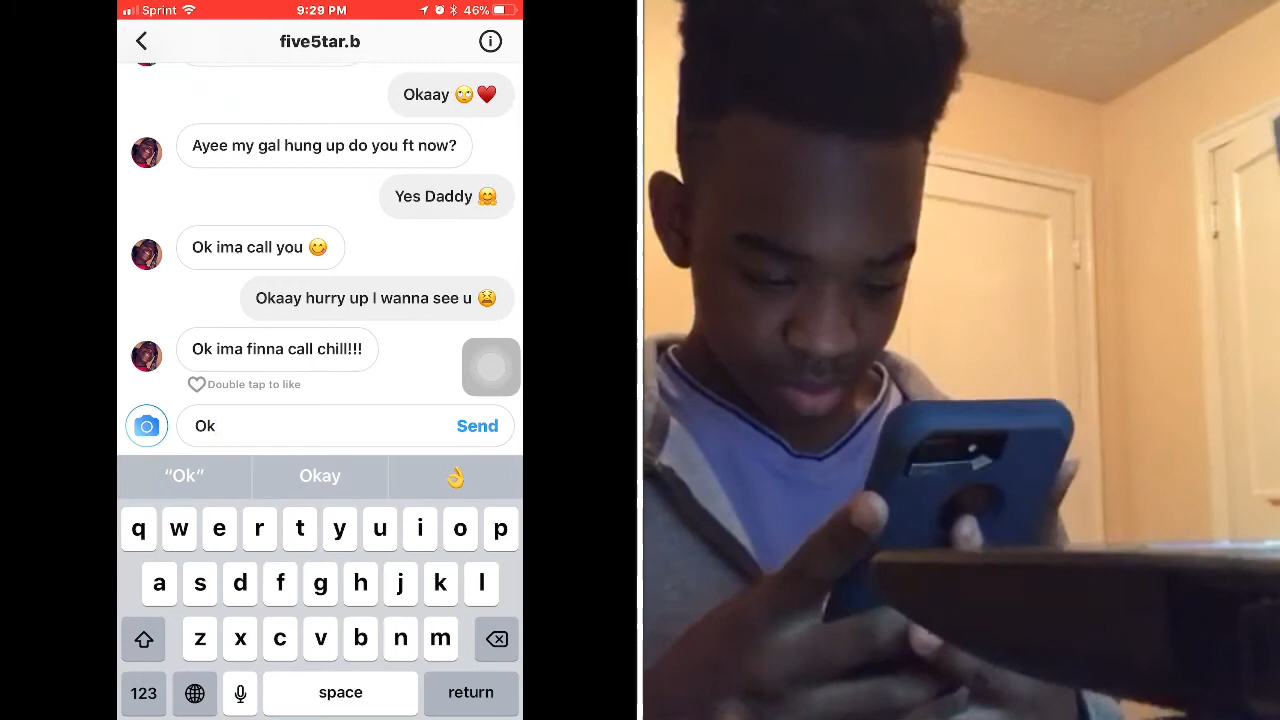 Sprint 9:29 PM 46%
five5tar.b
Okaay 🙄♥️
Ayee my gal hung up do you ft now?
Yes Daddy 🤗
Ok ima call you 😋
Okaay hurry up I wanna see u 😫
Ok ima finna call chill!!!
Double tap to like
Ok Send
“Ok” Okay 👌
q w e r t y u i o p
a s d f g h j k l
z x c v b n m
123 space return